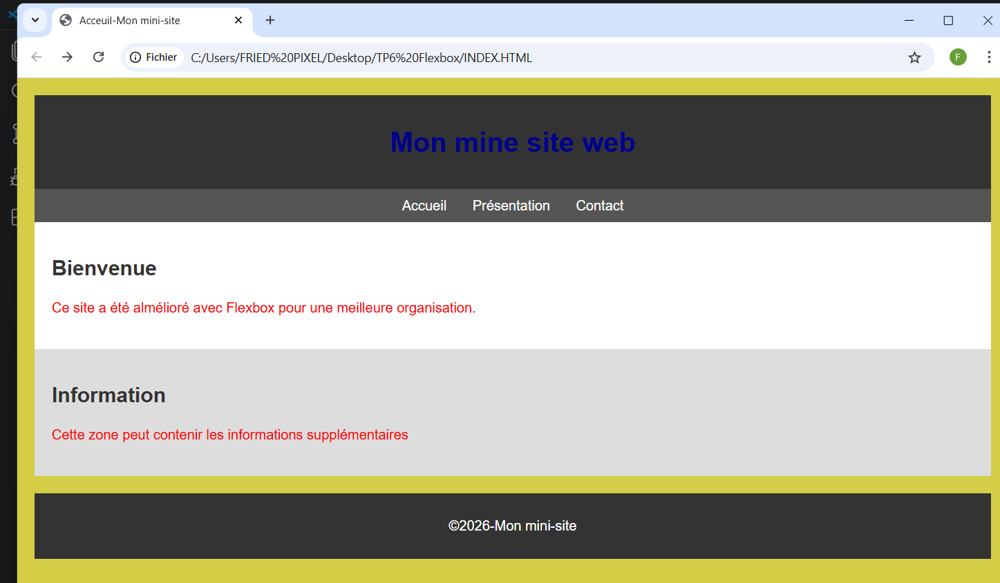 Acceuil-Mon mini-site
Fichier
C:/Users/FRIED%20PIXEL/Desktop/TP6%20Flexbox/INDEX.HTML
F
Mon mine site web
Accueil Présentation Contact
Bienvenue
Ce site a été almélioré avec Flexbox pour une meilleure organisation.
Information
Cette zone peut contenir les informations supplémentaires
©2026-Mon mini-site